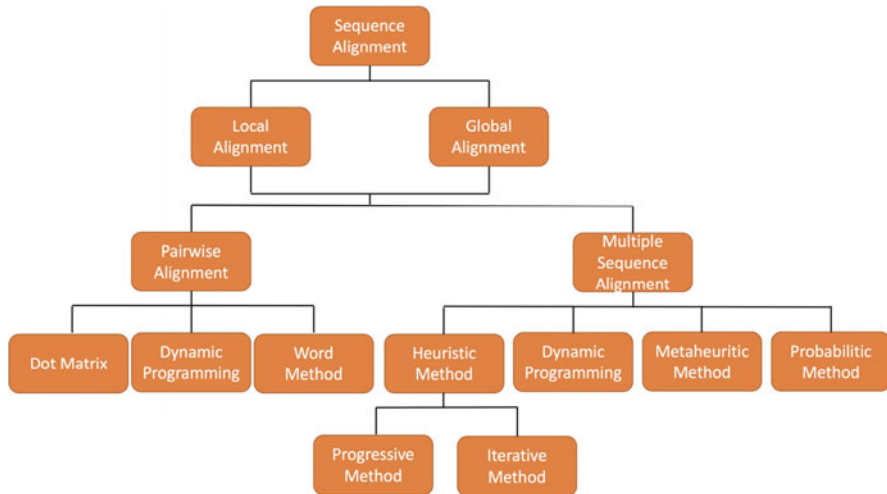 Sequence
Alignment
Local
Alignment
Global
Alignment
Pairwise
Alignment
Multiple
Sequence
Alignment
Dot Matrix
Dynamic
Programming
Word
Method
Heuristic
Method
Dynamic
Programming
Metaheuritic
Method
Probabilitic
Method
Progressive
Method
Iterative
Method